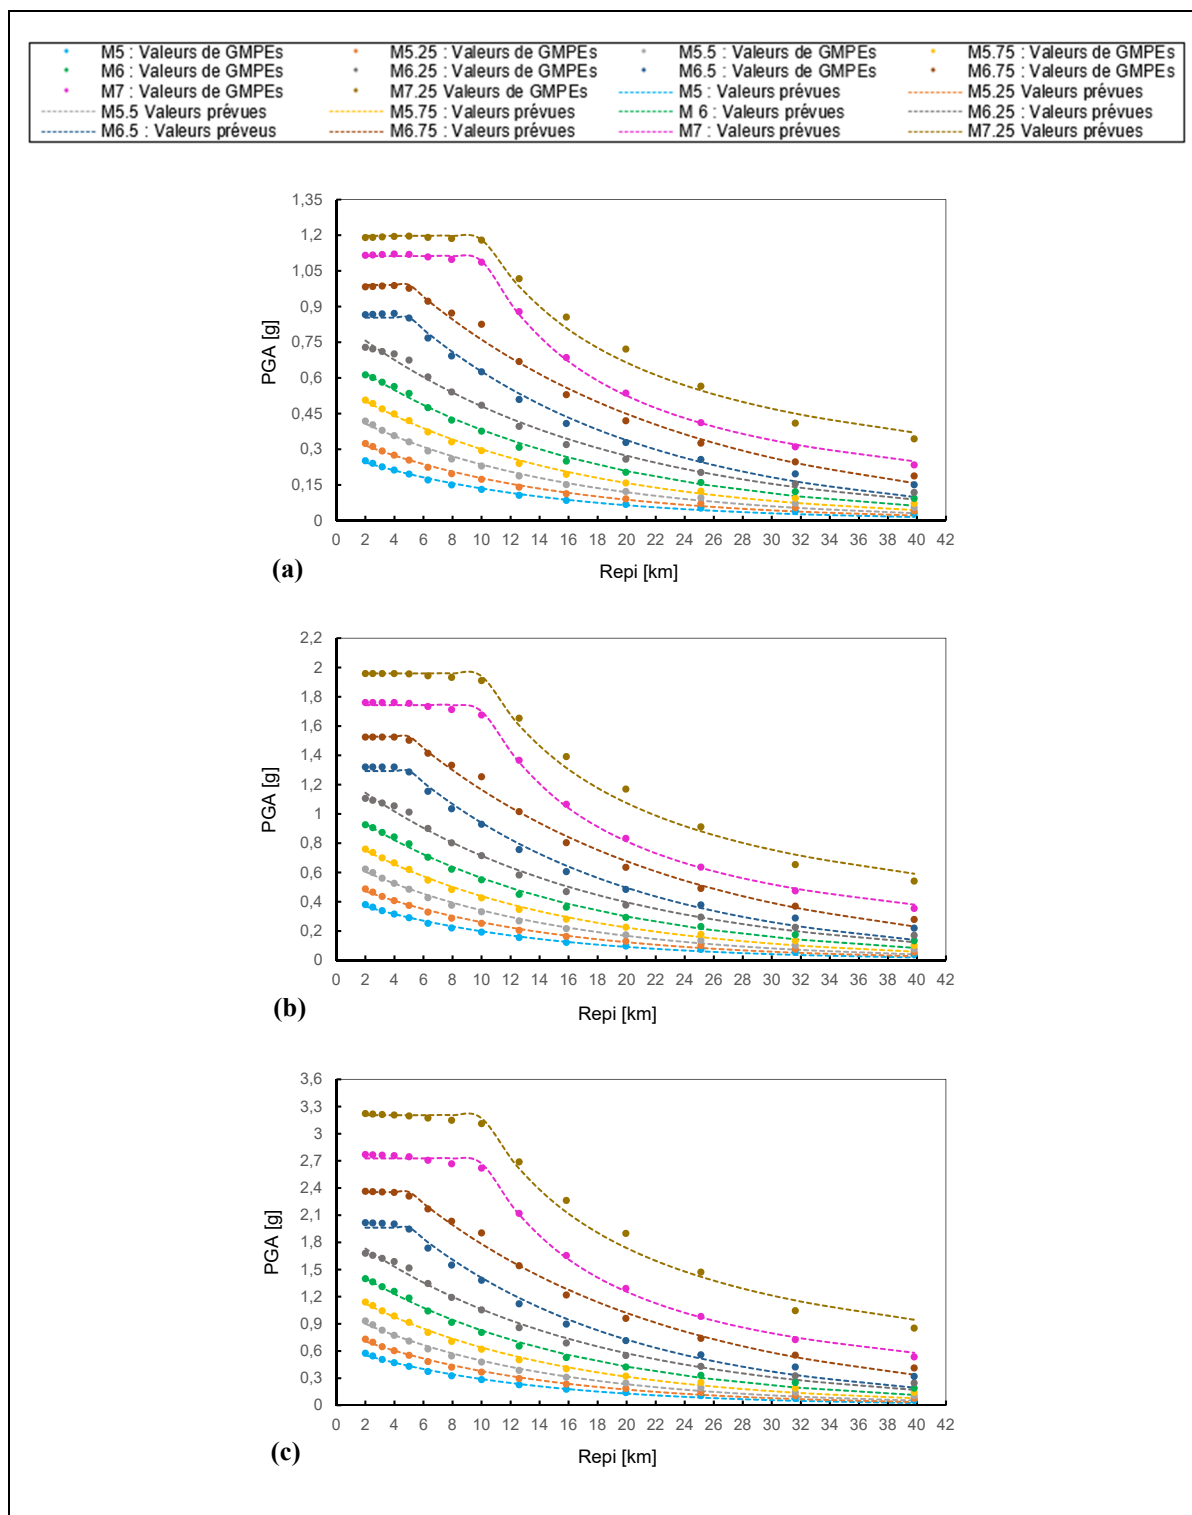 M5 : Valeurs de GMPEs M5.25 : Valeurs de GMPEs M5.5 : Valeurs de GMPEs M5.75 : Valeurs de GMPEs
M6 : Valeurs de GMPEs M6.25 : Valeurs de GMPEs M6.5 : Valeurs de GMPEs M6.75 : Valeurs de GMPEs
M7 : Valeurs de GMPEs M7.25 Valeurs de GMPEs M5 : Valeurs prévues M5.25 Valeurs prévues
M5.5 Valeurs prévues M5.75 : Valeurs prévues M 6 : Valeurs prévues M6.25 : Valeurs prévues
M6.5 : Valeurs préveus M6.75 : Valeurs prévues M7 : Valeurs prévues M7.25 Valeurs prévues
1,35
1,2
1,05
0,9
0,75
0,6
0,45
0,3
0,15
0
PGA [g]
0 2 4 6 8 10 12 14 16 18 20 22 24 26 28 30 32 34 36 38 40 42
Repi [km]
(a)
2,2
2
1,8
1,6
1,4
1,2
1
0,8
0,6
0,4
0,2
0
PGA [g]
0 2 4 6 8 10 12 14 16 18 20 22 24 26 28 30 32 34 36 38 40 42
Repi [km]
(b)
3,6
3,3
3
2,7
2,4
2,1
1,8
1,5
1,2
0,9
0,6
0,3
0
PGA [g]
0 2 4 6 8 10 12 14 16 18 20 22 24 26 28 30 32 34 36 38 40 42
Repi [km]
(c)